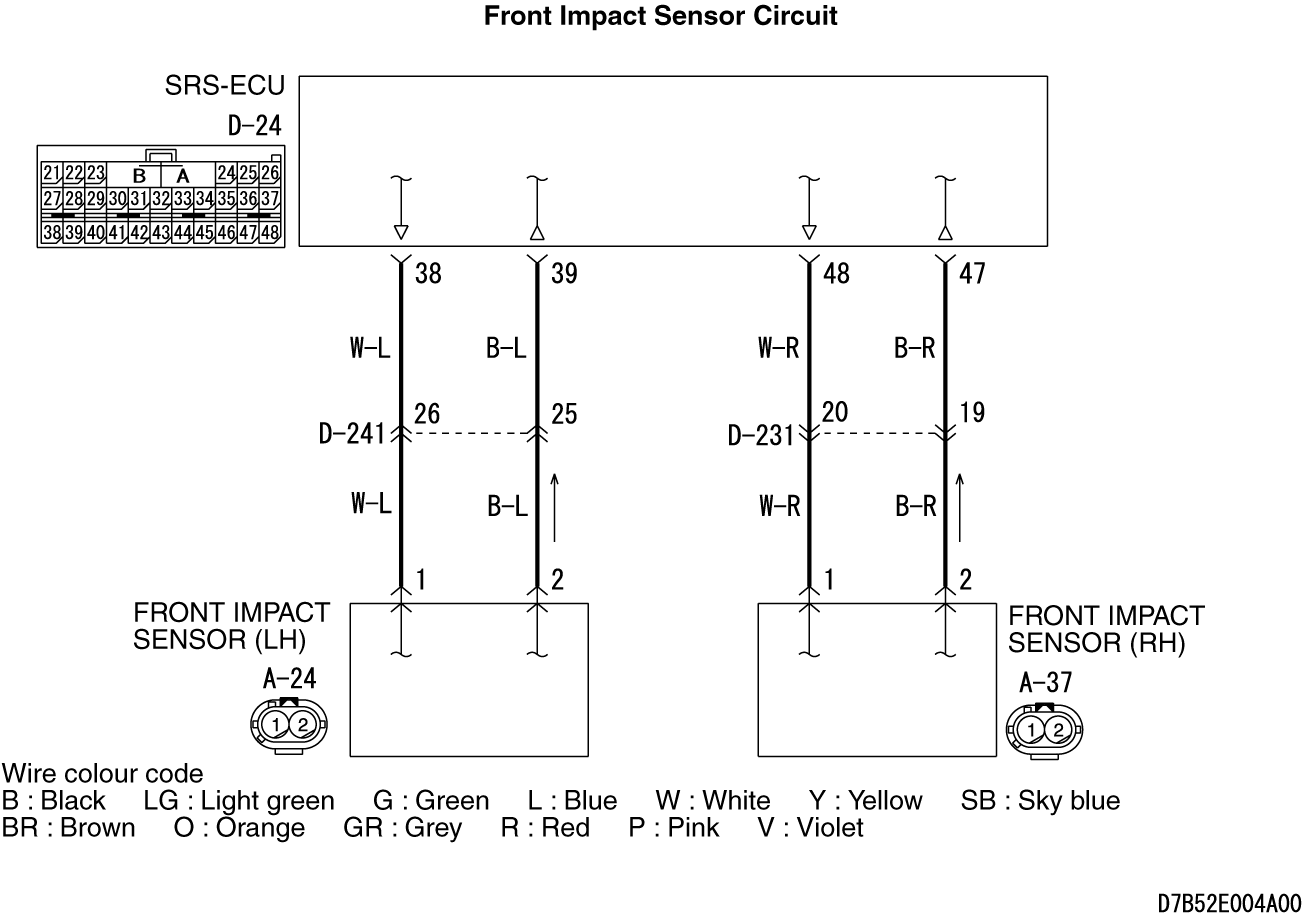 Front Impact Sensor Circuit
SRS-ECU
D-24
21 22 23 B A 24 25 26
27 28 29 30 31 32 33 34 35 36 37
38 39 40 41 42 43 44 45 46 47 48
38 39 48 47
W-L B-L W-R B-R
26 25 20 19
D-241 D-231
W-L B-L W-R B-R
1 2 1 2
FRONT IMPACT
SENSOR (LH)
A-24
1 2
FRONT IMPACT
SENSOR (RH)
A-37
1 2
Wire colour code
B : Black LG : Light green G : Green L : Blue W : White Y : Yellow SB : Sky blue
BR : Brown O : Orange GR : Grey R : Red P : Pink V : Violet
D7B52E004A00